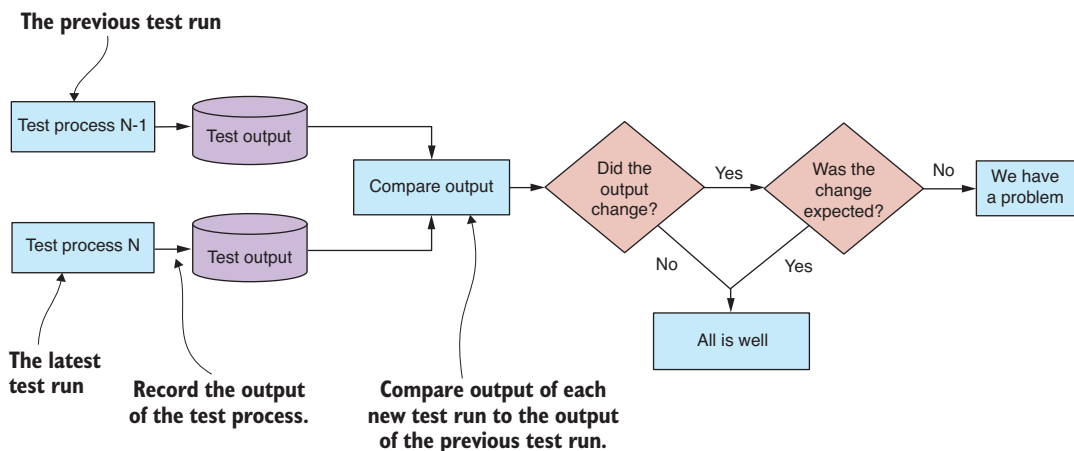 The previous test run
Test process N-1
Test output
Compare output
Did the
output
change?
Yes
Was the
change
expected?
No
We have
a problem
Test process N
Test output
No
Yes
All is well
The latest
test run
Record the output
of the test process.
Compare output of each
new test run to the output
of the previous test run.